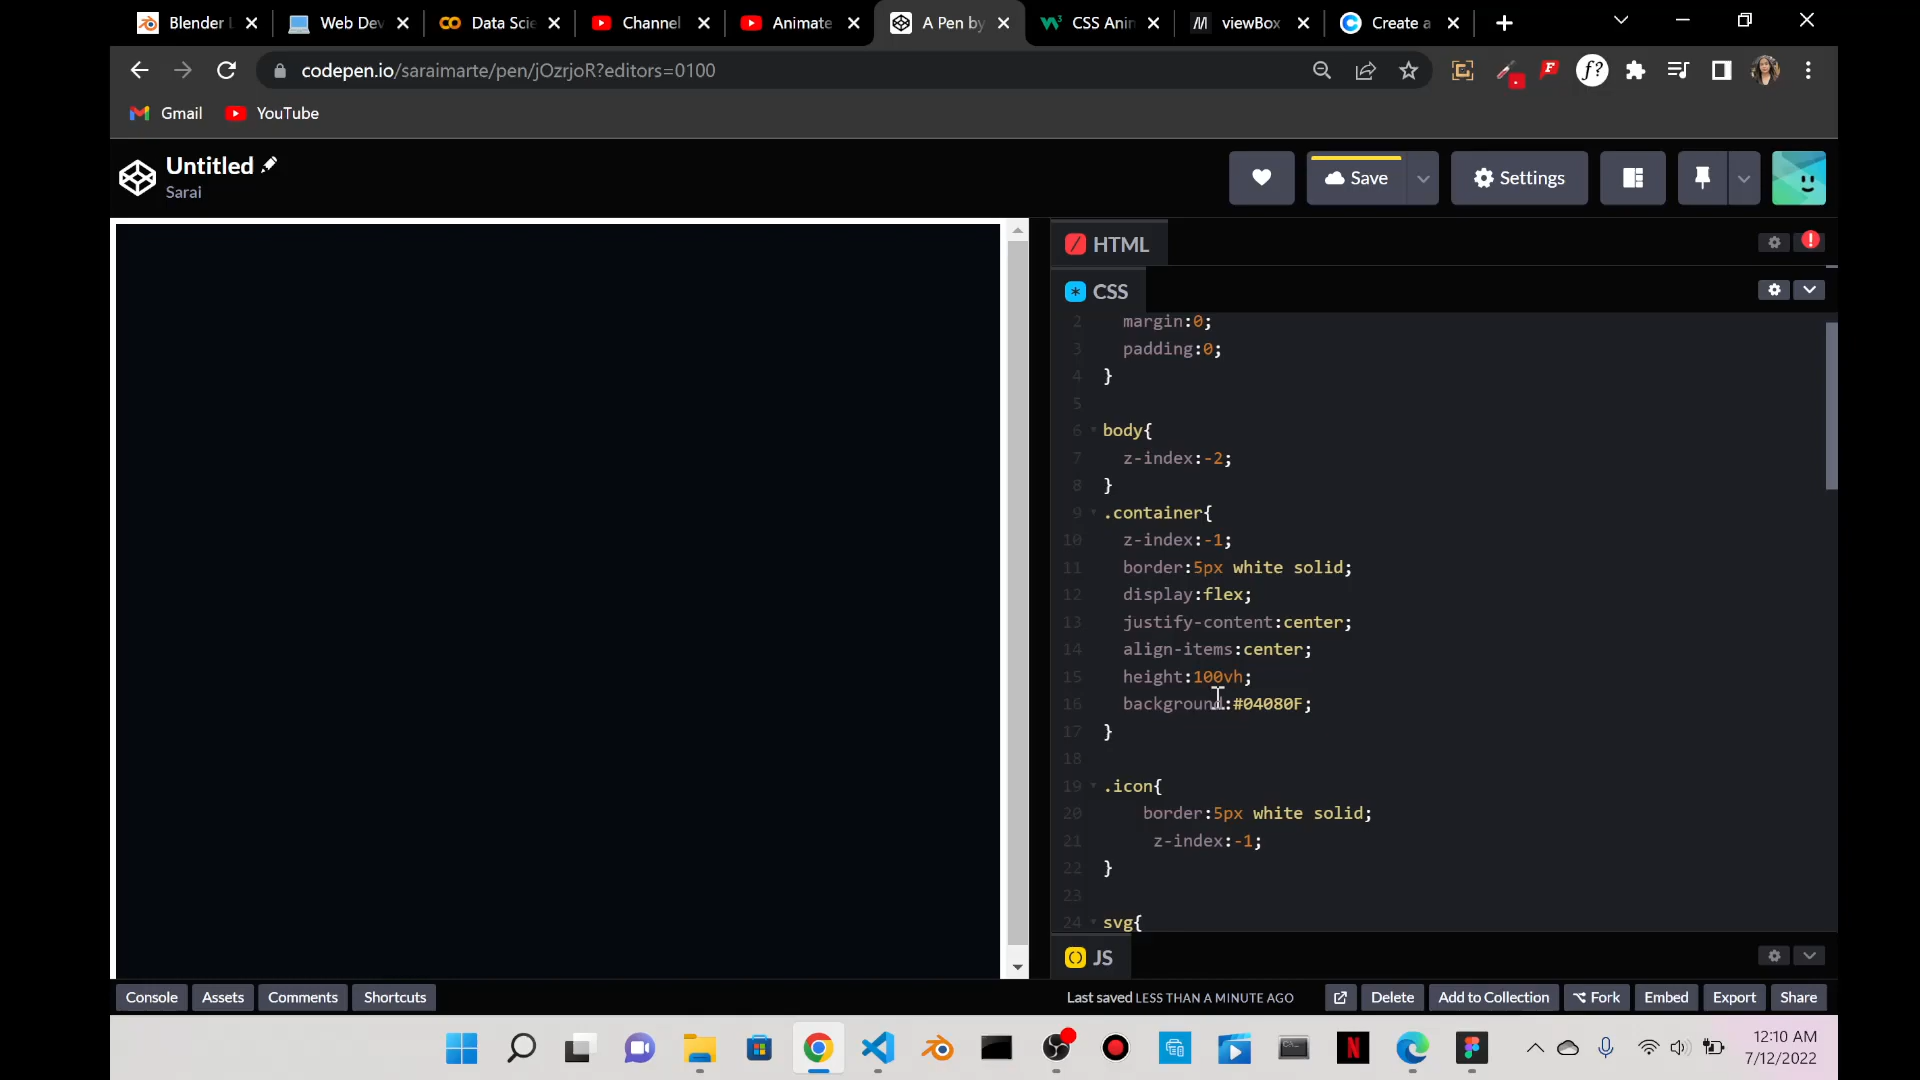 Blender L
Web Dev
Data Scie
Channel
Animate
A Pen by
CSS Anim
viewBox
Create a
codepen.io/saraimarte/pen/jOzrjoR?editors=0100
Gmail
YouTube
Untitled
Sarai
Save
Settings
HTML
CSS
2 margin:0;
3 padding:0;
4 }
5
6 body{
7 z-index:-2;
8 }
9 .container{
10 z-index:-1;
11 border:5px white solid;
12 display:flex;
13 justify-content:center;
14 align-items:center;
15 height:100vh;
16 background:#04080F;
17 }
18
19 .icon{
20 border:5px white solid;
21 z-index:-1;
22 }
23
24 svg{
JS
Console
Assets
Comments
Shortcuts
Last saved LESS THAN A MINUTE AGO
Delete
Add to Collection
Fork
Embed
Export
Share
12:10 AM
7/12/2022